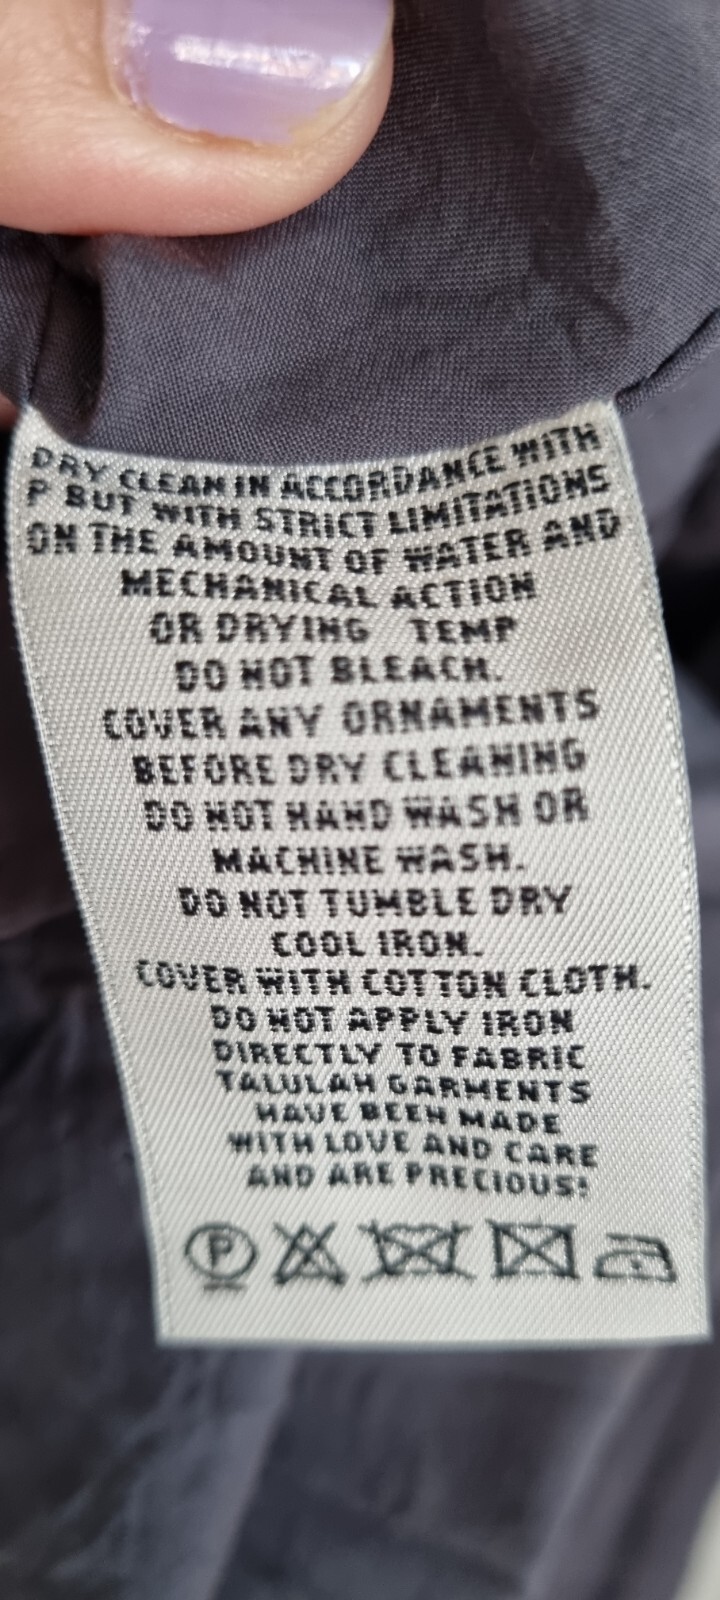 DRY CLEAN IN ACCORDANCE WITH
P BUT WITH STRICT LIMITATIONS
ON THE AMOUNT OF WATER AND
MECHANICAL ACTION
OR DRYING TEMP
DO NOT BLEACH.
COVER ANY ORNAMENTS
BEFORE DRY CLEANING
DO NOT HAND WASH OR
MACHINE WASH.
DO NOT TUMBLE DRY
COOL IRON.
COVER WITH COTTON CLOTH.
DO NOT APPLY IRON
DIRECTLY TO FABRIC
TALULAH GARMENTS
HAVE BEEN MADE
WITH LOVE AND CARE
AND ARE PRECIOUS!
P